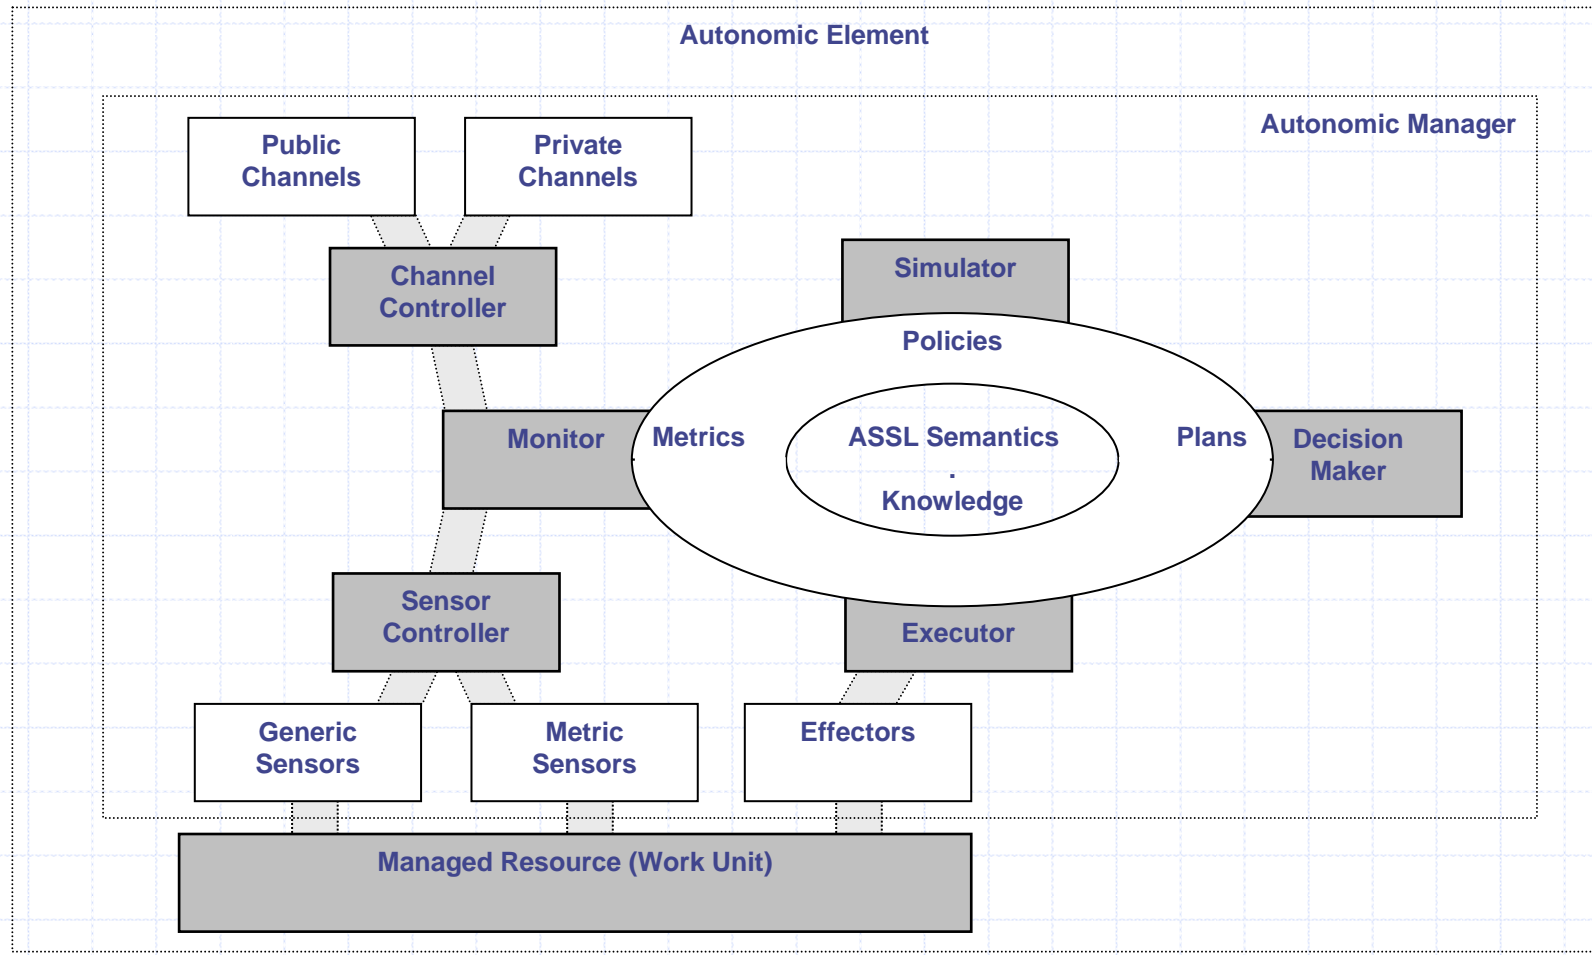 Autonomic Element
Autonomic Manager
Public
Channels
Private
Channels
Channel
Controller
Simulator
Policies
Monitor
Metrics
ASSL Semantics
.
Knowledge
Plans
Decision
Maker
Sensor
Controller
Executor
Generic
Sensors
Metric
Sensors
Effectors
Managed Resource (Work Unit)